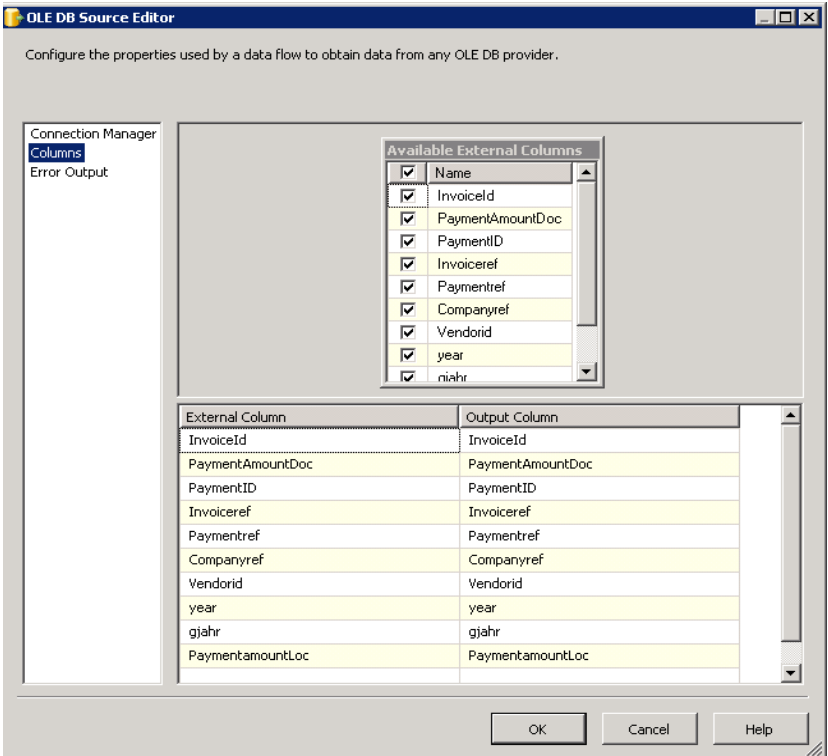 OLE DB Source Editor
Configure the properties used by a data flow to obtain data from any OLE DB provider.
Connection Manager
Columns
Error Output
Available External Columns
Name
InvoiceId
PaymentAmountDoc
PaymentID
Invoiceref
Paymentref
Companyref
Vendorid
year
gjahr
External Column Output Column
InvoiceId InvoiceId
PaymentAmountDoc PaymentAmountDoc
PaymentID PaymentID
Invoiceref Invoiceref
Paymentref Paymentref
Companyref Companyref
Vendorid Vendorid
year year
gjahr gjahr
PaymentamountLoc PaymentamountLoc
OK Cancel Help